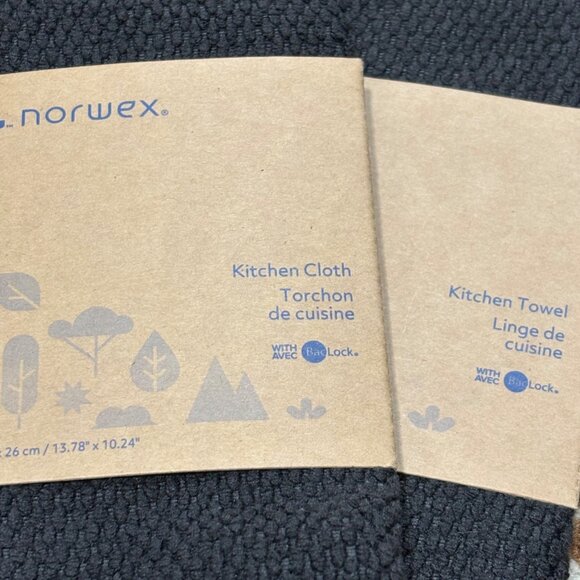 norwex®
Kitchen Cloth
Torchon
de cuisine
WITH
AVEC
BacLock®
26 cm / 13.78" x 10.24"
Kitchen Towel
Linge de
cuisine
WITH
AVEC
BacLock®